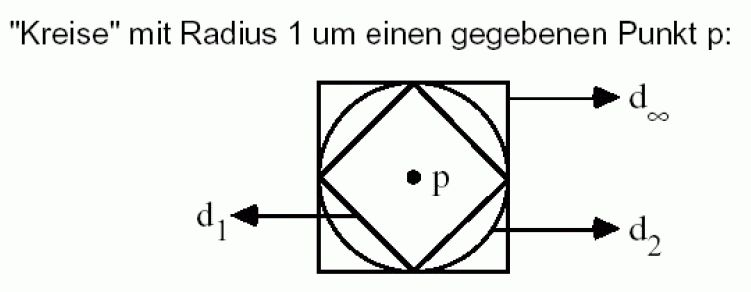 "Kreise" mit Radius 1 um einen gegebenen Punkt p:
d∞
p
d1
d2